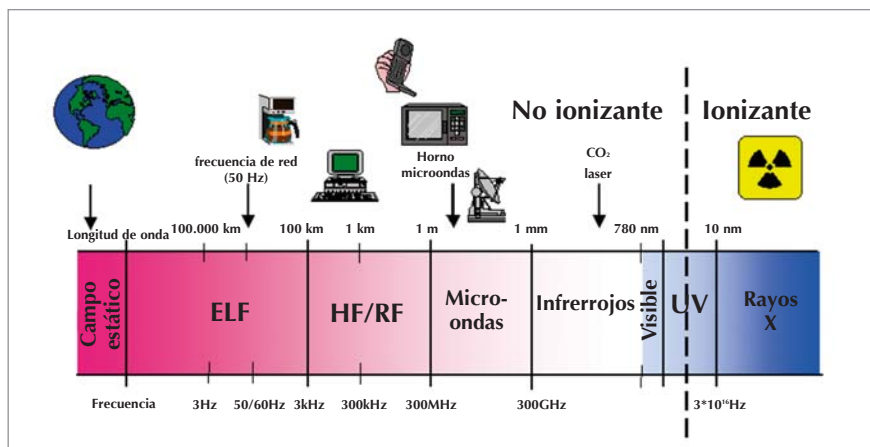 No ionizante
Ionizante
frecuencia de red
(50 Hz)
Horno
microondas
CO₂
laser
Longitud de onda 100.000 km 100 km 1 km 1 m 1 mm 780 nm 10 nm
Campo
estático
ELF
HF/RF
Micro-
ondas
Infrerrojos
Visible
UV
Rayos
X
Frecuencia 3Hz 50/60Hz 3kHz 300kHz 300MHz 300GHz 3*10¹⁶Hz